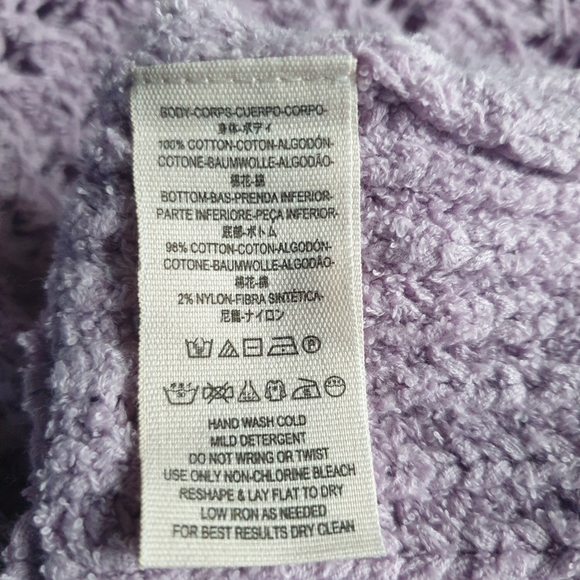 BODY-CORPS-CUERPO-CORPO-
身体-ボディ
100% COTTON-COTON-ALGODÓN-
COTONE-BAUMWOLLE-ALGODÃO-
棉花-綿
BOTTOM-BAS-PRENDA INFERIOR-
PARTE INFERIORE-PEÇA INFERIOR-
底部-ボトム
98% COTTON-COTON-ALGODÓN-
COTONE-BAUMWOLLE-ALGODÃO-
棉花-綿
2% NYLON-FIBRA SINTÉTICA-
尼龍-ナイロン
HAND WASH COLD
MILD DETERGENT
DO NOT WRING OR TWIST
USE ONLY NON-CHLORINE BLEACH
RESHAPE & LAY FLAT TO DRY
LOW IRON AS NEEDED
FOR BEST RESULTS DRY CLEAN